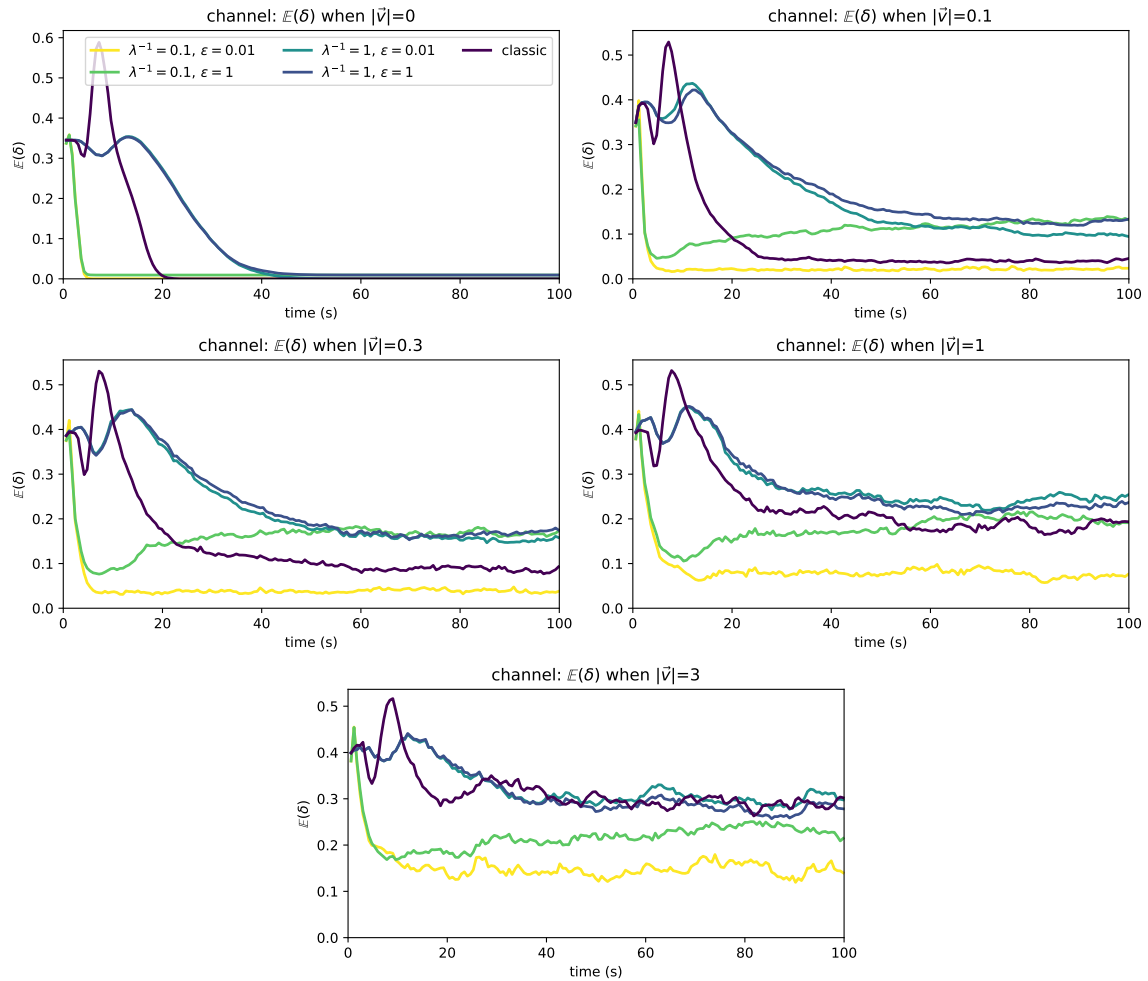 channel: 𝔼(δ) when |v⃗|=0
λ⁻¹ = 0.1, ε = 0.01
λ⁻¹ = 0.1, ε = 1
λ⁻¹ = 1, ε = 0.01
λ⁻¹ = 1, ε = 1
classic
𝔼(δ)
0.6
0.5
0.4
0.3
0.2
0.1
0.0
0 20 40 60 80 100
time (s)
channel: 𝔼(δ) when |v⃗|=0.1
𝔼(δ)
0.5
0.4
0.3
0.2
0.1
0.0
0 20 40 60 80 100
time (s)
channel: 𝔼(δ) when |v⃗|=0.3
𝔼(δ)
0.5
0.4
0.3
0.2
0.1
0.0
0 20 40 60 80 100
time (s)
channel: 𝔼(δ) when |v⃗|=1
𝔼(δ)
0.5
0.4
0.3
0.2
0.1
0.0
0 20 40 60 80 100
time (s)
channel: 𝔼(δ) when |v⃗|=3
𝔼(δ)
0.5
0.4
0.3
0.2
0.1
0.0
0 20 40 60 80 100
time (s)